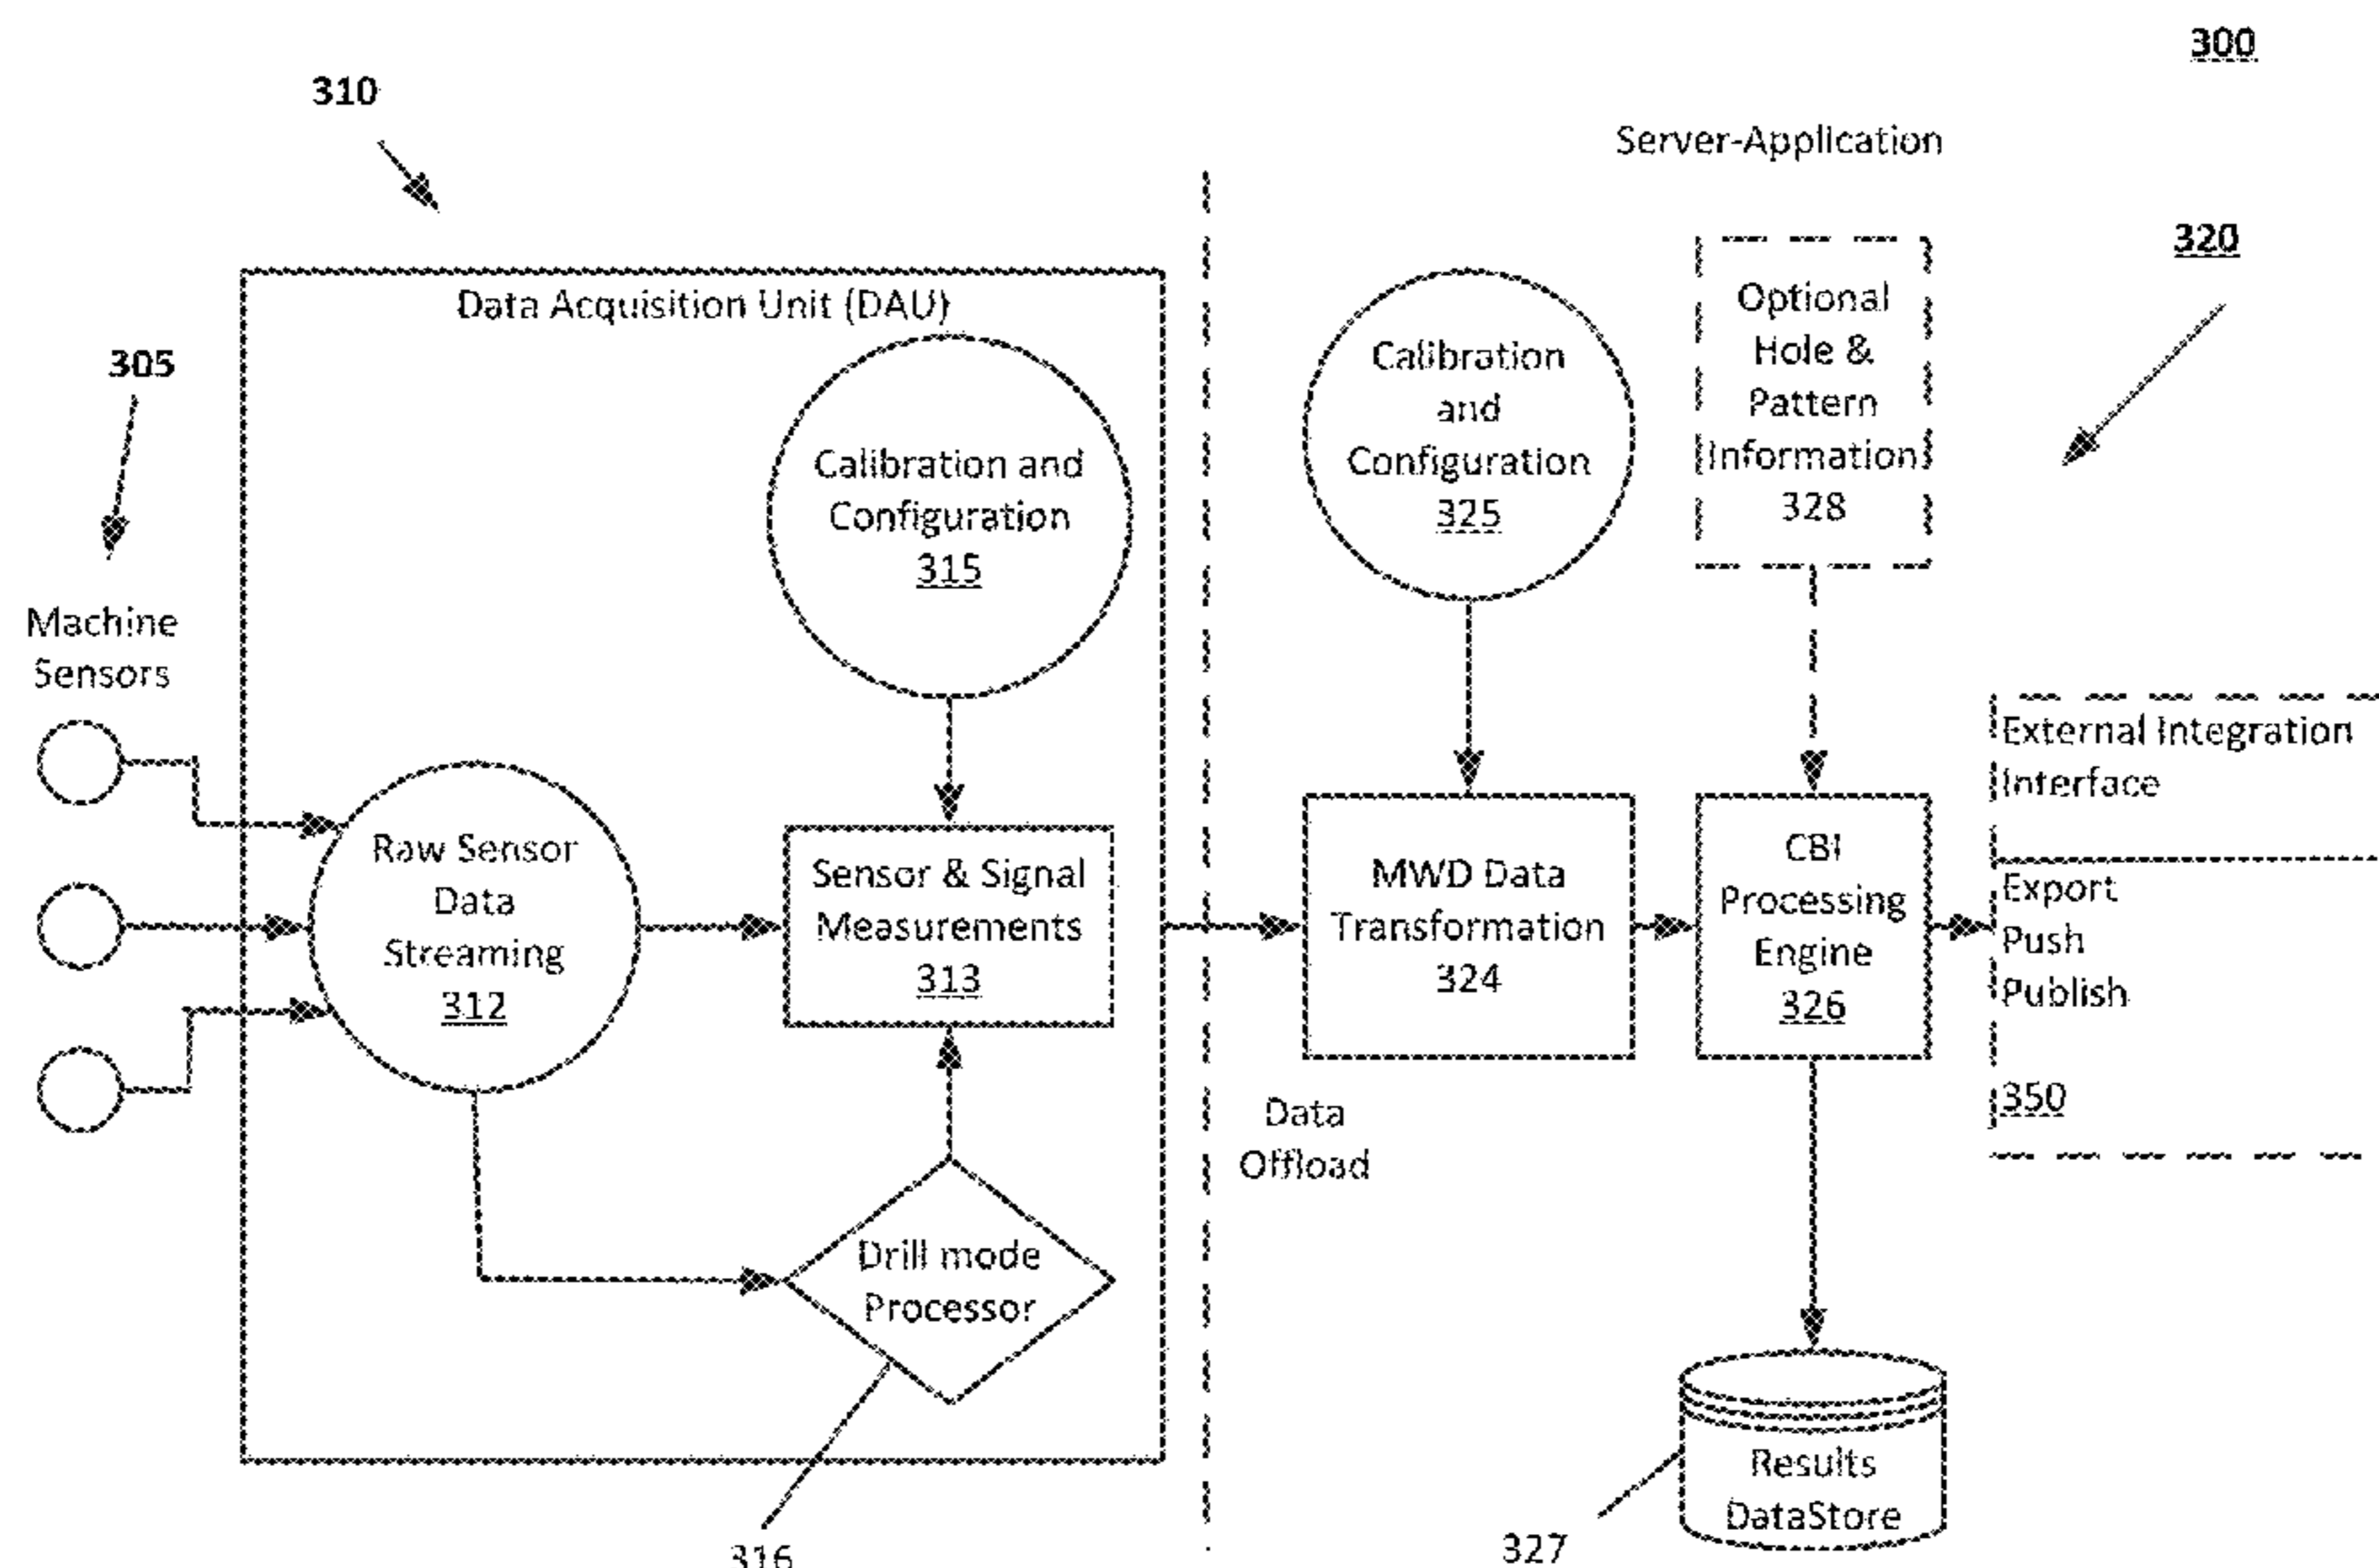 300
310
Server-Application
320
Data Acquisition Unit (DAU)
305
Machine
Sensors
Calibration and
Configuration
315
Raw Sensor
Data
Streaming
312
Sensor & Signal
Measurements
313
Drill mode
Processor
316
Calibration
and
Configuration
325
Optional
Hole &
Pattern
Information
328
MWD Data
Transformation
324
CBI
Processing
Engine
326
External Integration
Interface
Export
Push
Publish
350
Data
Offload
Results
DataStore
327